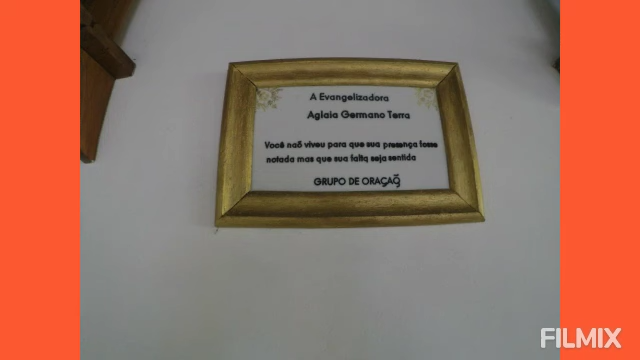 A Evangelizadora
Aglaia Germano Terra
Você naõ viveu para que sua presença fosse
notada mas que sua falta seja sentida
GRUPO DE ORAÇAÕ
FILMIX